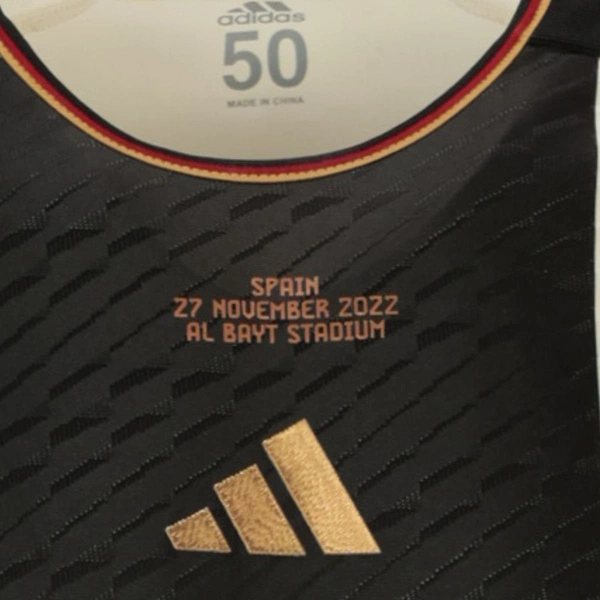 adidas
50
MADE IN CHINA
SPAIN
27 NOVEMBER 2022
AL BAYT STADIUM